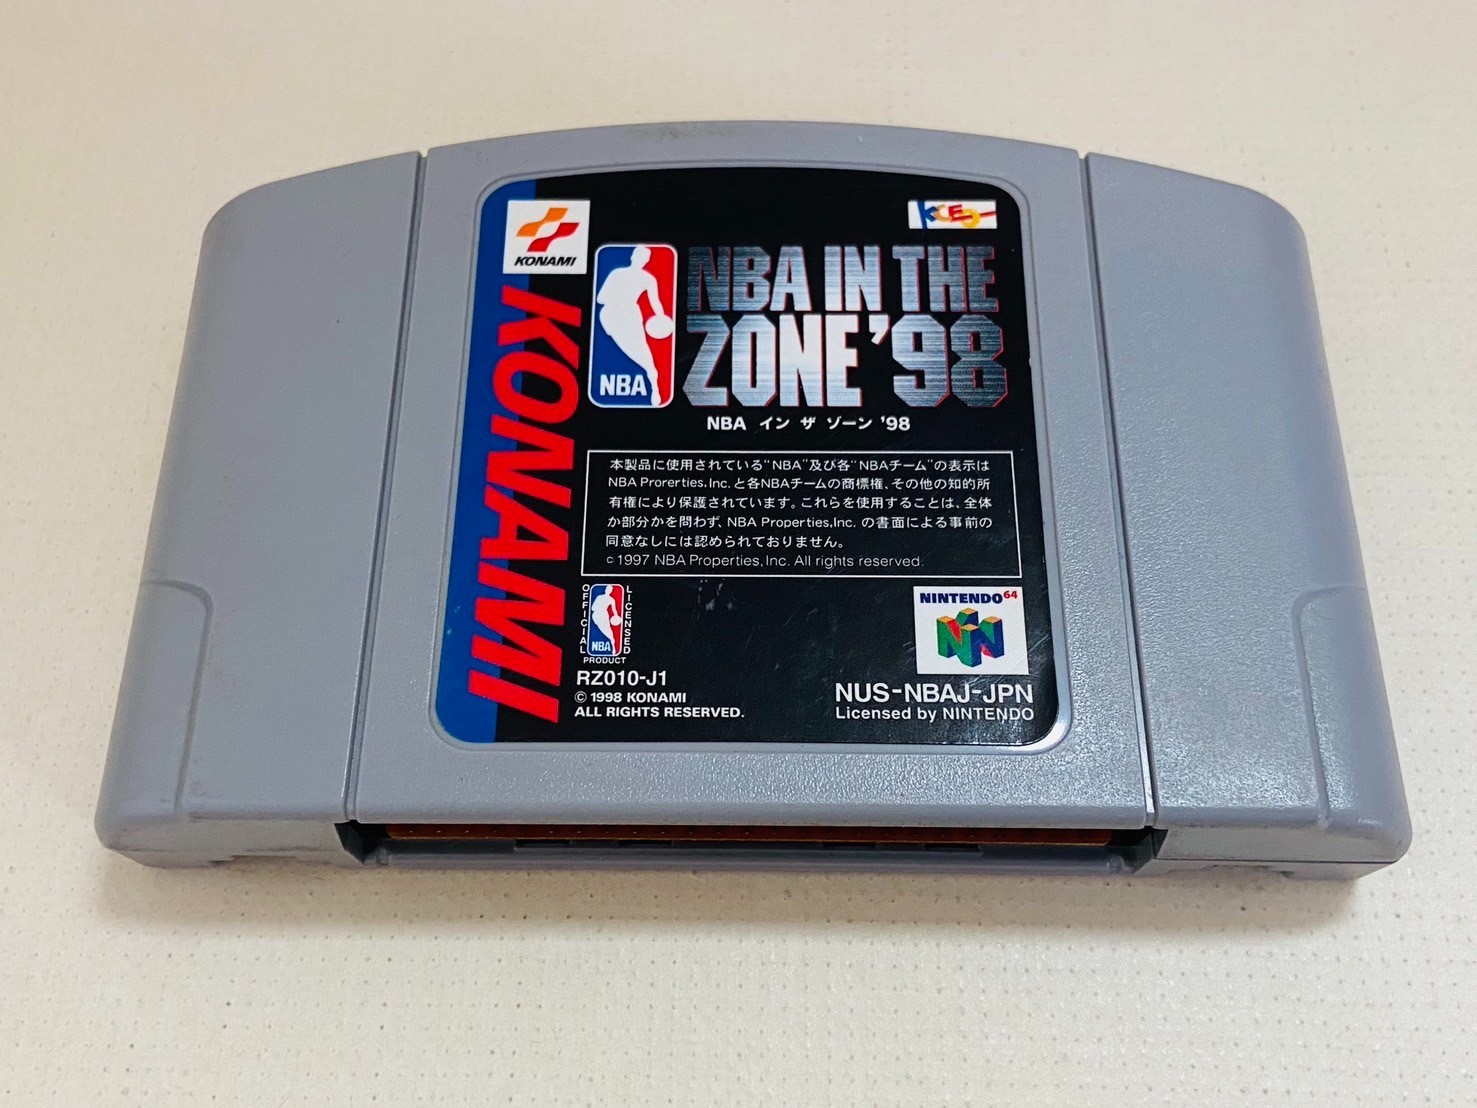 KONAMI
KCEO
KONAMI
NBA
NBA IN THE
ZONE '98
NBA イン ザ ゾーン '98
本製品に使用されている"NBA"及び各"NBAチーム"の表示は
NBA Prorerties,Inc. と各NBAチームの商標権、その他の知的所
有権により保護されています。これらを使用することは、全体
か部分かを問わず、NBA Properties,Inc. の書面による事前の
同意なしには認められておりません。
c 1997 NBA Properties, Inc. All rights reserved.
OFFICIAL
NBA
LICENSED
PRODUCT
NINTENDO 64
RZ010-J1
© 1998 KONAMI
ALL RIGHTS RESERVED.
NUS-NBAJ-JPN
Licensed by NINTENDO